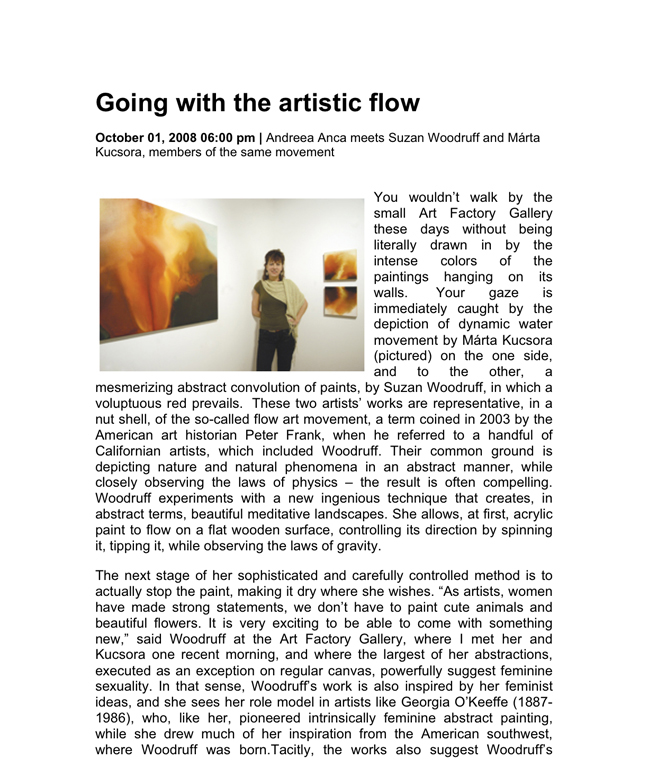 Going with the artistic flow
October 01, 2008 06:00 pm | Andreea Anca meets Suzan Woodruff and Márta
Kucsora, members of the same movement
You wouldn’t walk by the
small Art Factory Gallery
these days without being
literally drawn in by the
intense colors of the
paintings hanging on its
walls. Your gaze is
immediately caught by the
depiction of dynamic water
movement by Márta Kucsora
(pictured) on the one side,
and to the other, a
mesmerizing abstract convolution of paints, by Suzan Woodruff, in which a
voluptuous red prevails. These two artists’ works are representative, in a
nut shell, of the so-called flow art movement, a term coined in 2003 by the
American art historian Peter Frank, when he referred to a handful of
Californian artists, which included Woodruff. Their common ground is
depicting nature and natural phenomena in an abstract manner, while
closely observing the laws of physics – the result is often compelling.
Woodruff experiments with a new ingenious technique that creates, in
abstract terms, beautiful meditative landscapes. She allows, at first, acrylic
paint to flow on a flat wooden surface, controlling its direction by spinning
it, tipping it, while observing the laws of gravity.
The next stage of her sophisticated and carefully controlled method is to
actually stop the paint, making it dry where she wishes. “As artists, women
have made strong statements, we don’t have to paint cute animals and
beautiful flowers. It is very exciting to be able to come with something
new,” said Woodruff at the Art Factory Gallery, where I met her and
Kucsora one recent morning, and where the largest of her abstractions,
executed as an exception on regular canvas, powerfully suggest feminine
sexuality. In that sense, Woodruff’s work is also inspired by her feminist
ideas, and she sees her role model in artists like Georgia O’Keeffe (1887-
1986), who, like her, pioneered intrinsically feminine abstract painting,
while she drew much of her inspiration from the American southwest,
where Woodruff was born.Tacitly, the works also suggest Woodruff’s